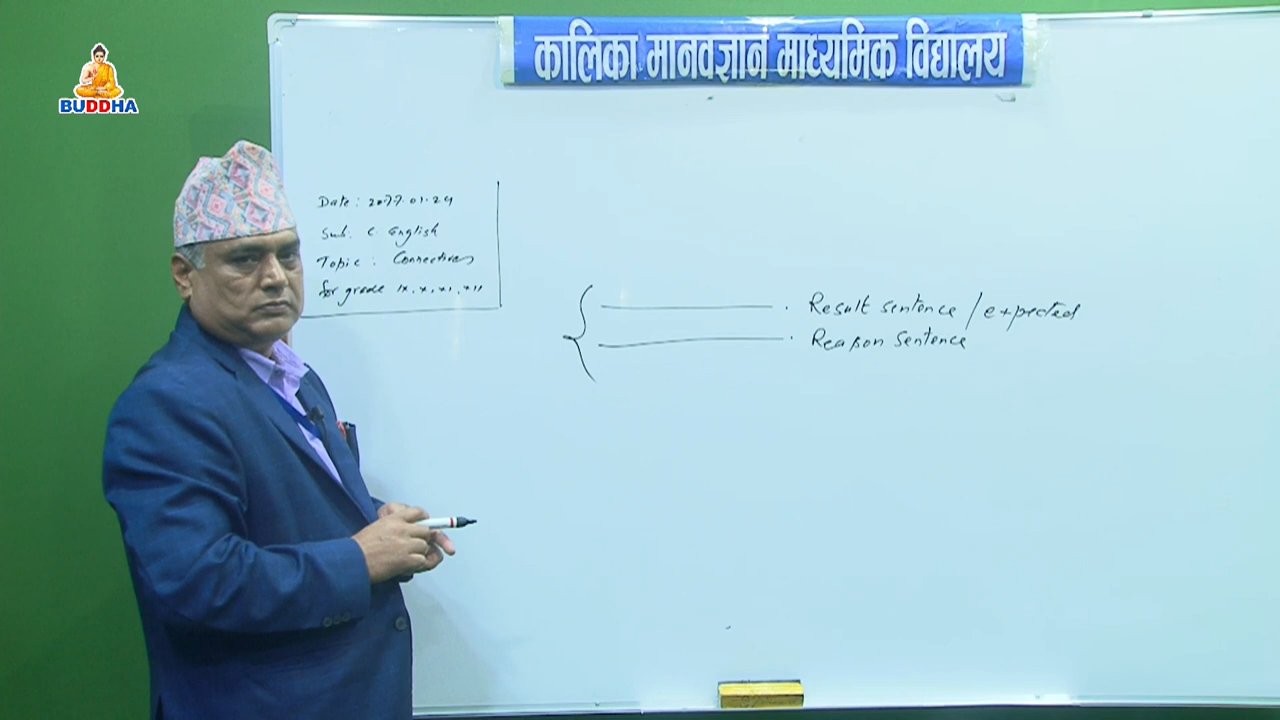 BUDDHA
कालिका मानवज्ञान माध्यमिक विद्यालय
Date: 2077.01.29
Sub. C. English
Topic: Connectives
for grade IX, X, XI, XII
Result sentence / expected
Reason sentence